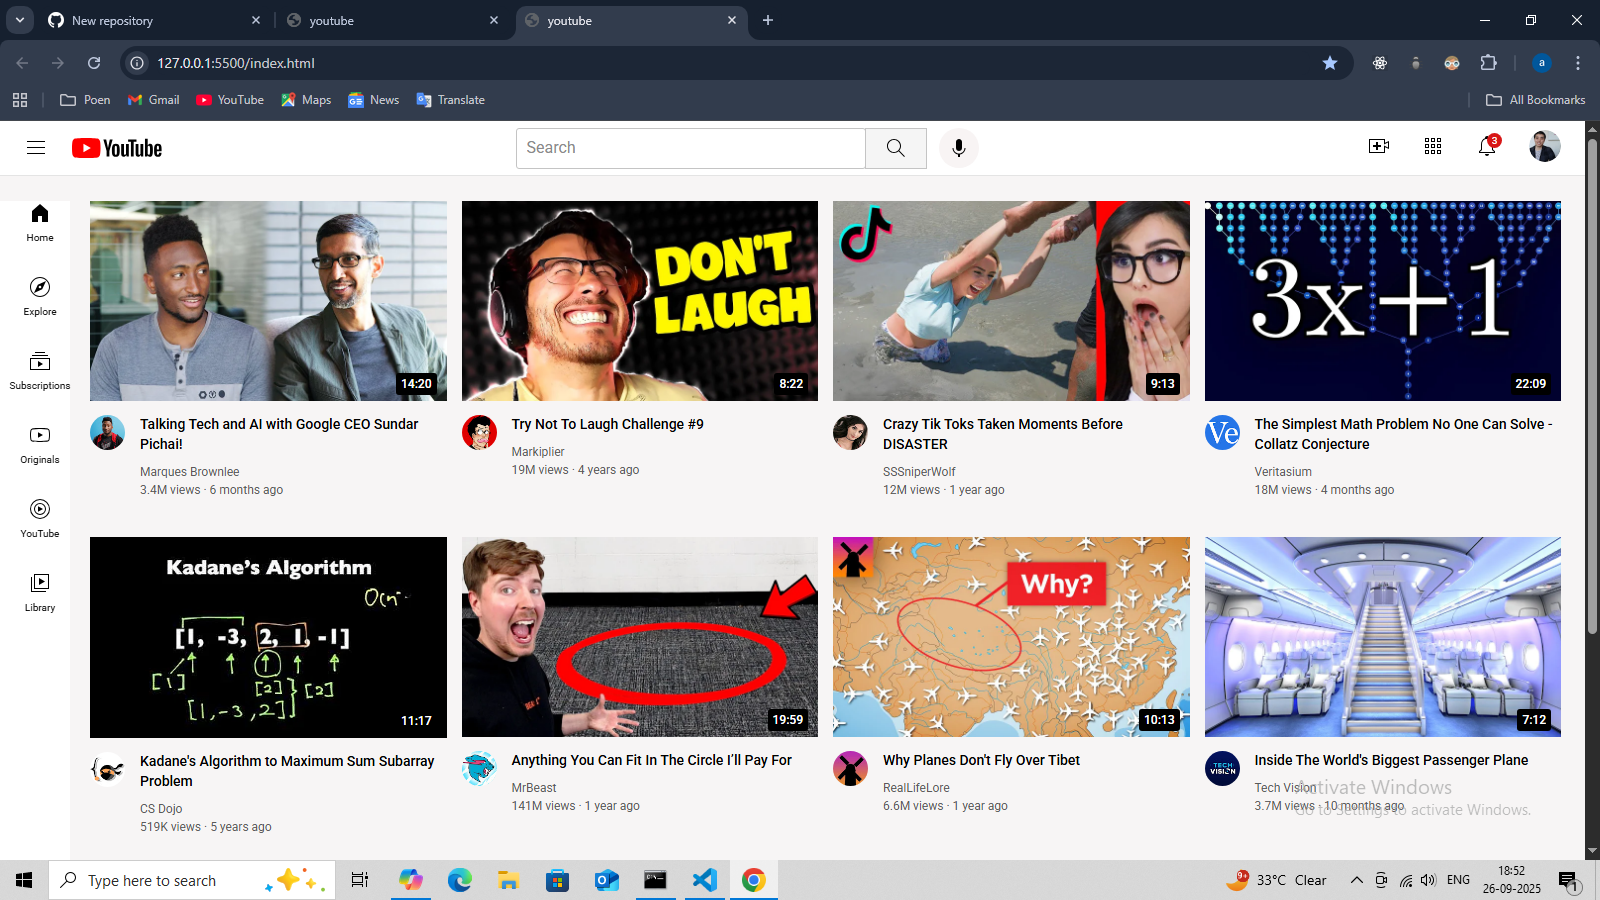 New repository
youtube
youtube
127.0.0.1:5500/index.html
a
Poen
Gmail
YouTube
Maps
News
Translate
All Bookmarks
YouTube
Search
3
Home
Explore
Subscriptions
Originals
YouTube
Library
14:20
Talking Tech and AI with Google CEO Sundar
Pichai!
Marques Brownlee
3.4M views · 6 months ago
DON'T
LAUGH
8:22
Try Not To Laugh Challenge #9
Markiplier
19M views · 4 years ago
9:13
Crazy Tik Toks Taken Moments Before
DISASTER
SSSniperWolf
12M views · 1 year ago
3x+1
22:09
Ve
The Simplest Math Problem No One Can Solve -
Collatz Conjecture
Veritasium
18M views · 4 months ago
Kadane's Algorithm
[1, -3, 2, 1, -1]
[1]
[2]
[2]
[1,-3,2]
11:17
Kadane's Algorithm to Maximum Sum Subarray
Problem
CS Dojo
519K views · 5 years ago
19:59
Anything You Can Fit In The Circle I’ll Pay For
MrBeast
141M views · 1 year ago
Why?
10:13
Why Planes Don't Fly Over Tibet
RealLifeLore
6.6M views · 1 year ago
7:12
TECH
VISION
Inside The World's Biggest Passenger Plane
Tech Vision
3.7M views · 10 months ago
Activate Windows
Go to Settings to activate Windows.
Type here to search
9+
33°C Clear
ENG
18:52
26-09-2025
1